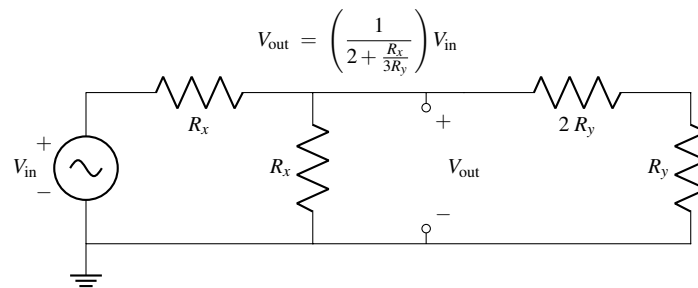 V_out = ( 1 / (2 + R_x / 3R_y) ) V_in
R_x
2 R_y
+
V_in
−
R_x
+
V_out
−
R_y